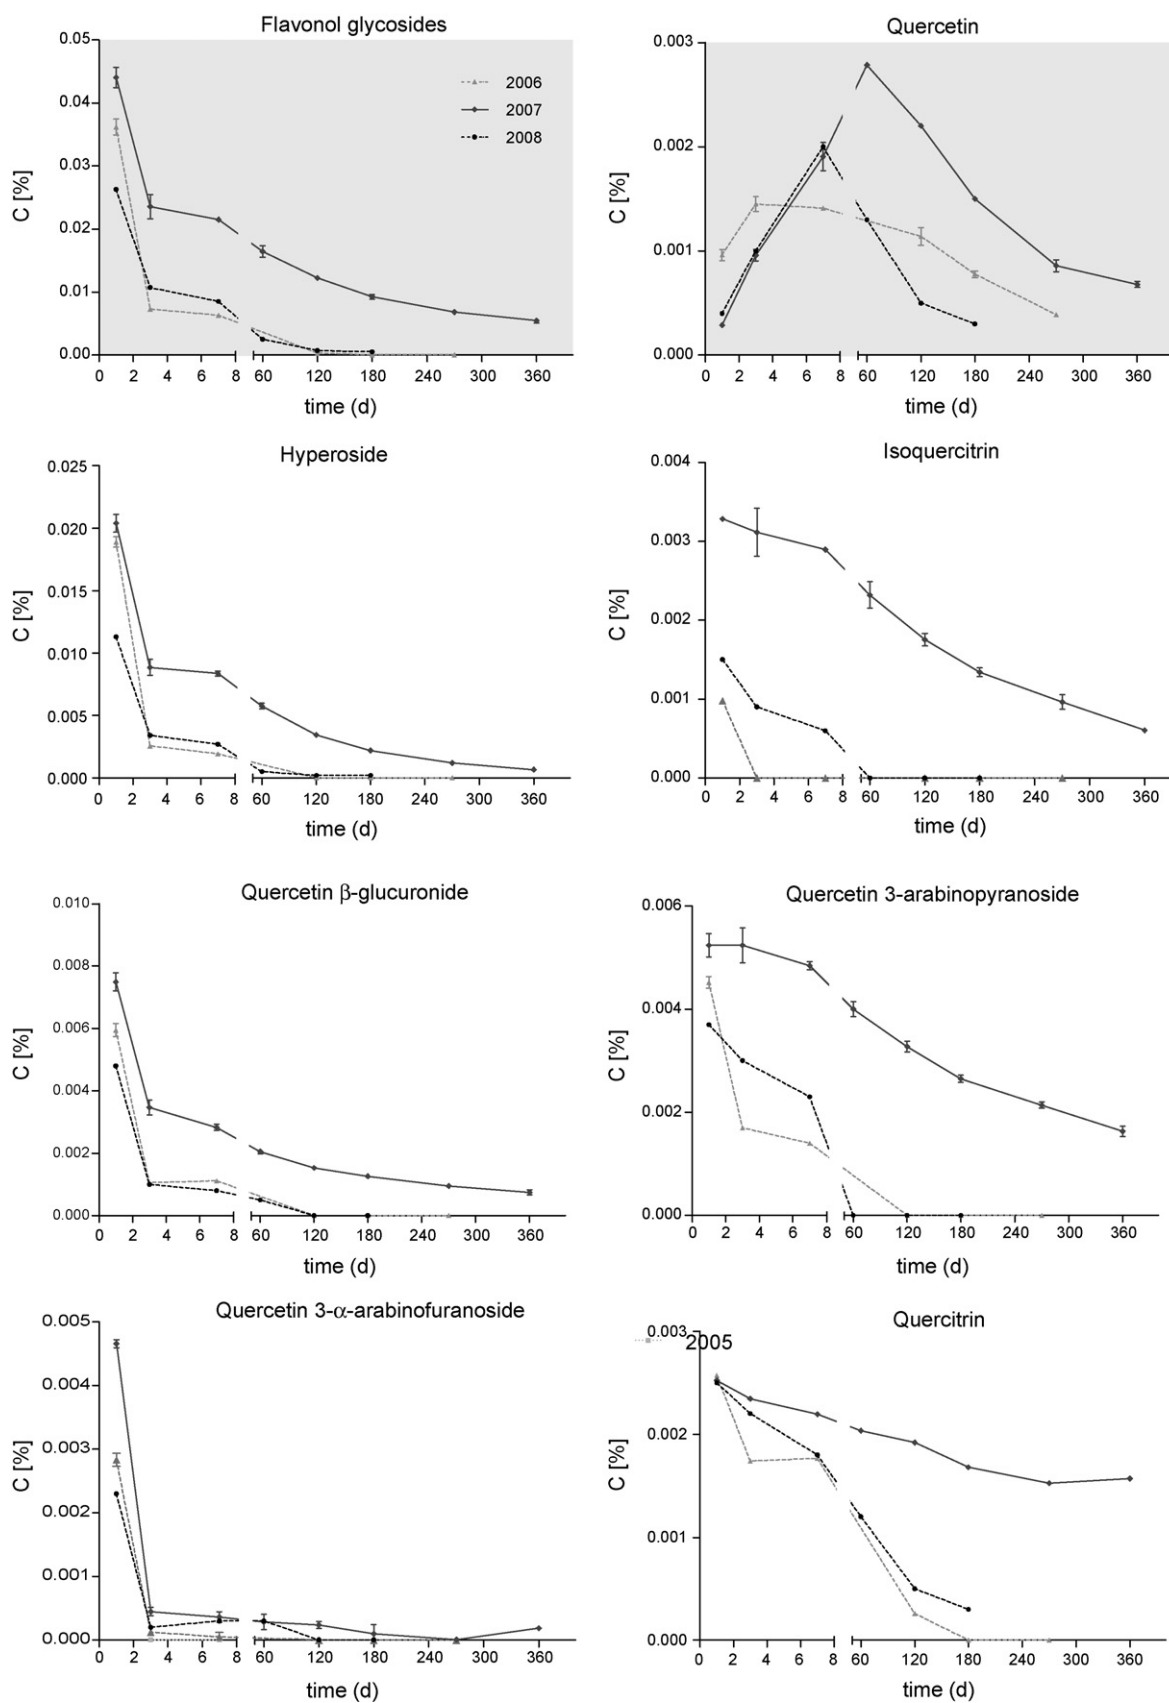 Flavonol glycosides
0.05
0.04
0.03
0.02
0.01
0.00
C [%]
2006
2007
2008
0 2 4 6 8 60 120 180 240 300 360
time (d)
Quercetin
0.003
0.002
0.001
0.000
C [%]
0 2 4 6 8 60 120 180 240 300 360
time (d)
Hyperoside
0.025
0.020
0.015
0.010
0.005
0.000
C [%]
0 2 4 6 8 60 120 180 240 300 360
time (d)
Isoquercitrin
0.004
0.003
0.002
0.001
0.000
C [%]
0 2 4 6 8 60 120 180 240 300 360
time (d)
Quercetin β-glucuronide
0.010
0.008
0.006
0.004
0.002
0.000
C [%]
0 2 4 6 8 60 120 180 240 300 360
time (d)
Quercetin 3-arabinopyranoside
0.006
0.004
0.002
0.000
C [%]
0 2 4 6 8 60 120 180 240 300 360
time (d)
Quercetin 3-α-arabinofuranoside
0.005
0.004
0.003
0.002
0.001
0.000
C [%]
0 2 4 6 8 60 120 180 240 300 360
time (d)
Quercitrin
0.003
2005
0.002
0.001
0.000
C [%]
0 2 4 6 8 60 120 180 240 300 360
time (d)